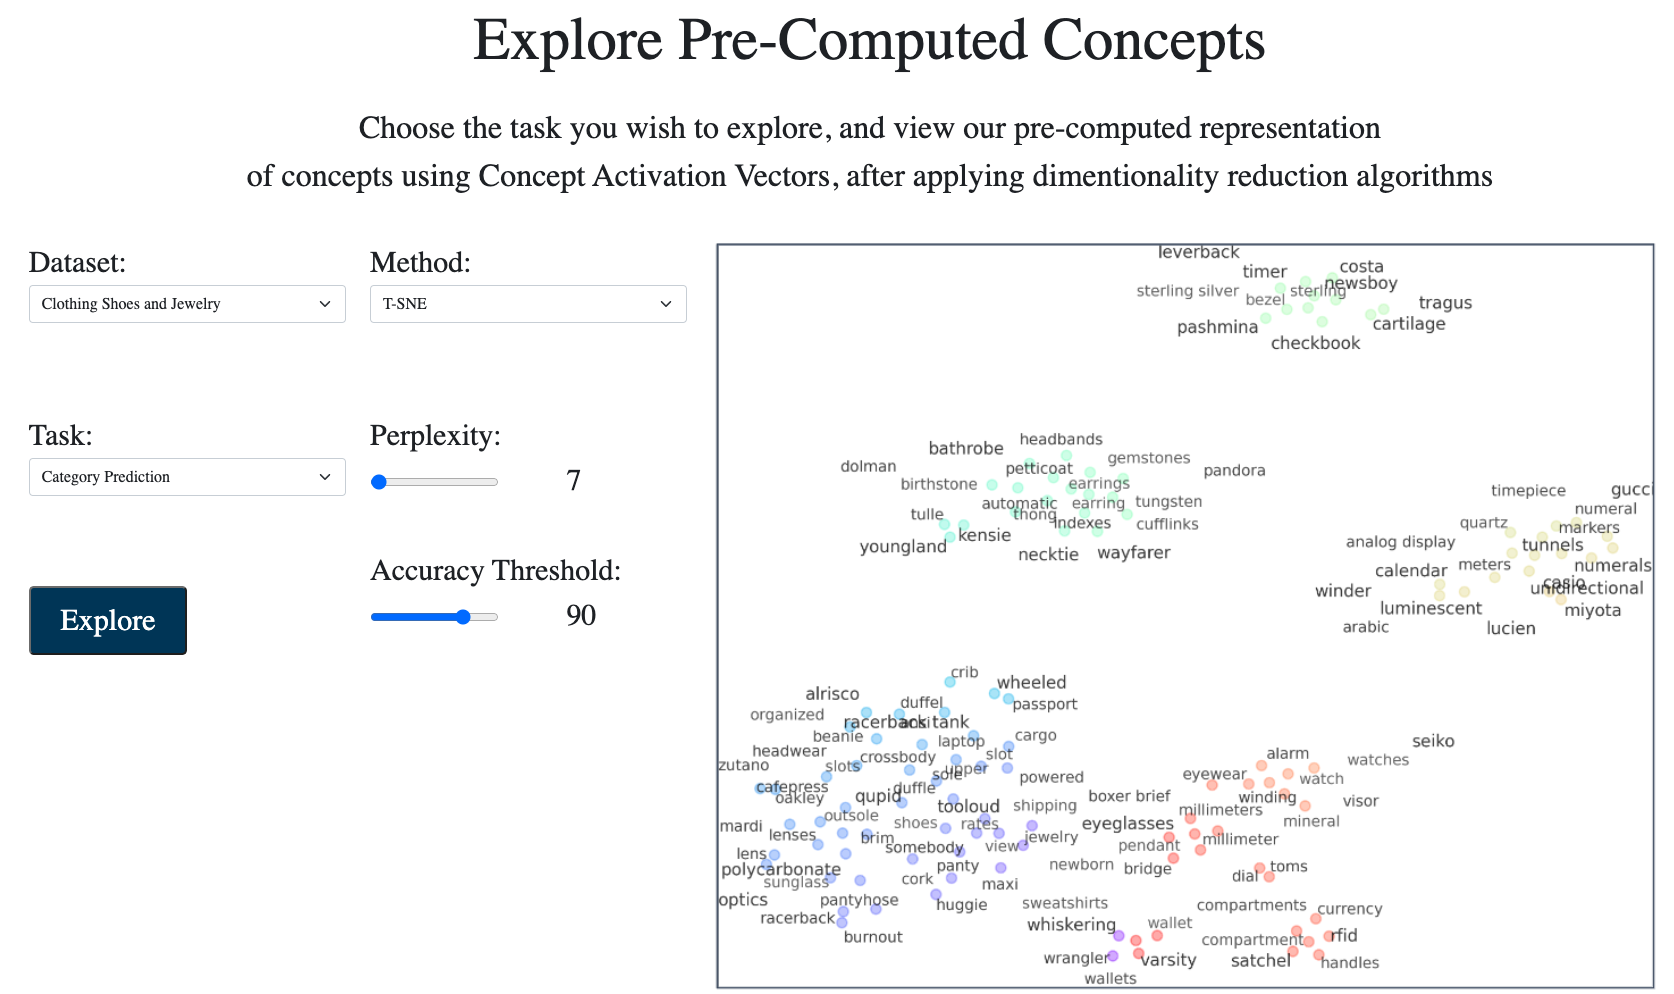 Explore Pre-Computed Concepts
Choose the task you wish to explore, and view our pre-computed representation
of concepts using Concept Activation Vectors, after applying dimentionality reduction algorithms
Dataset:
Method:
Clothing Shoes and Jewelry
T-SNE
Task:
Perplexity:
Category Prediction
7
Accuracy Threshold:
90
Explore
leverback
timer
costa
sterling silver
sterling
newsboy
bezel
tragus
pashmina
cartilage
checkbook
bathrobe
headbands
gemstones
dolman
petticoat
pandora
birthstone
earrings
automatic
earring
tungsten
tulle
thong
Indexes
cufflinks
youngland
kensie
necktie
wayfarer
timepiece
gucci
numeral
quartz
markers
analog display
tunnels
calendar
meters
numerals
casio
winder
unidirectional
luminescent
miyota
arabic
lucien
crib
wheeled
alrisco
duffel
passport
organized
racerback tank
beanie
laptop
cargo
headwear
crossbody
slot
zutano
slots
upper
sole
powered
cafepress
duffle
oakley
qupid
tooloud
shipping
outsole
mardi
shoes
rates
lenses
brim
jewelry
somebody
view
lens
panty
newborn
polycarbonate
cork
maxi
sunglass
optics
pantyhose
huggie
sweatshirts
racerback
burnout
seiko
alarm
watches
eyewear
watch
boxer brief
winding
visor
millimeters
mineral
eyeglasses
millimeter
pendant
bridge
toms
dial
compartments
currency
whiskering
wallet
compartment
rfid
wrangler
varsity
satchel
handles
wallets